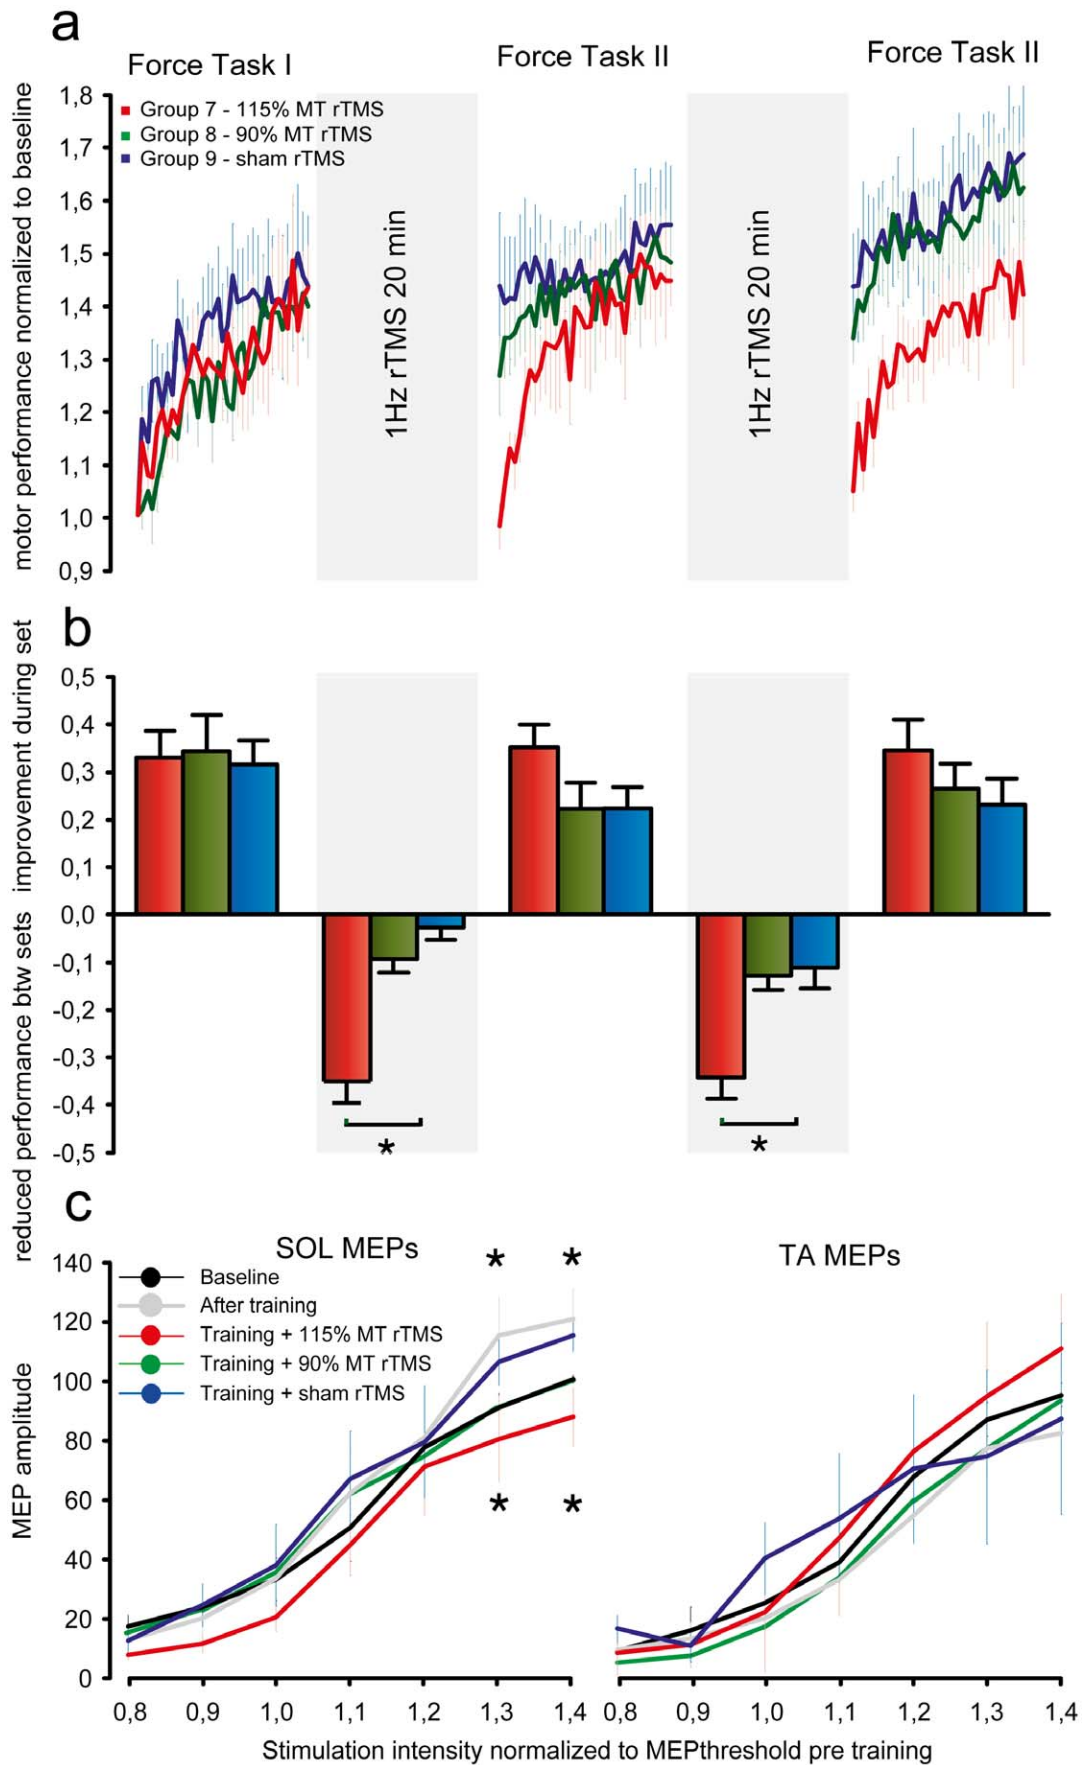 a
Force Task I
Force Task II
Force Task II
motor performance normalized to baseline
1,8
1,7
1,6
1,5
1,4
1,3
1,2
1,1
1,0
0,9
Group 7 - 115% MT rTMS
Group 8 - 90% MT rTMS
Group 9 - sham rTMS
1Hz rTMS 20 min
1Hz rTMS 20 min
b
improvement during set
reduced performance btw sets
0,5
0,4
0,3
0,2
0,1
0,0
-0,1
-0,2
-0,3
-0,4
-0,5
*
*
c
SOL MEPs
TA MEPs
* *
MEP amplitude
140
120
100
80
60
40
20
0
Baseline
After training
Training + 115% MT rTMS
Training + 90% MT rTMS
Training + sham rTMS
* *
0,8 0,9 1,0 1,1 1,2 1,3 1,4
0,8 0,9 1,0 1,1 1,2 1,3 1,4
Stimulation intensity normalized to MEPthreshold pre training